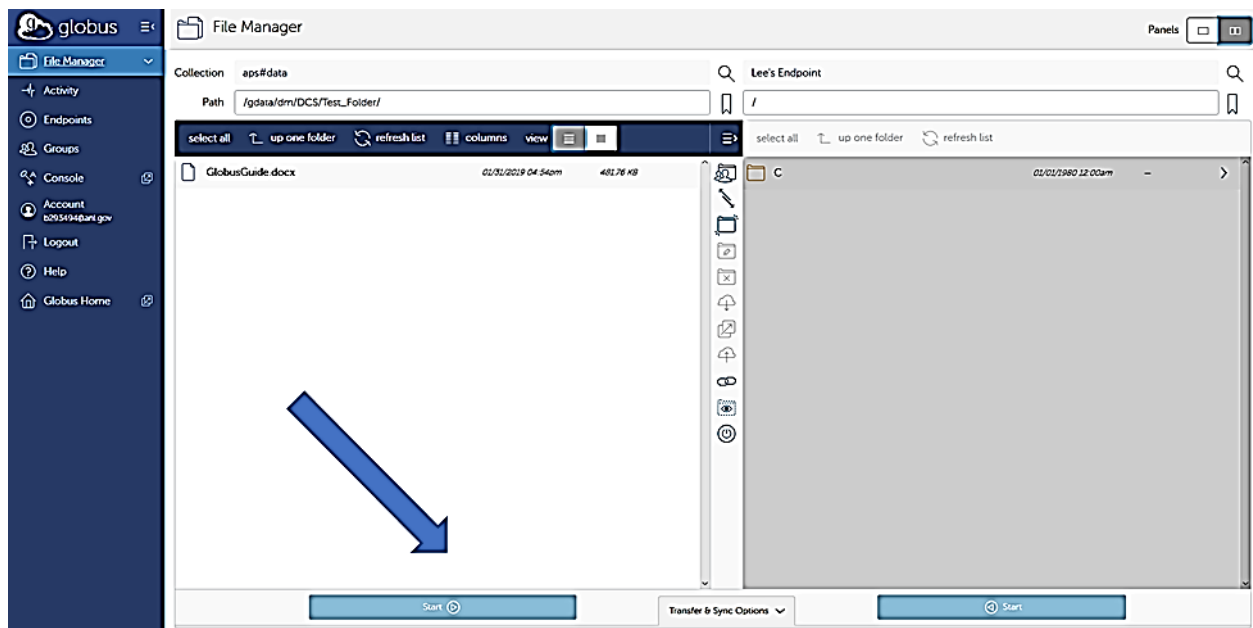 globus
File Manager
Panels
File Manager
Activity
Endpoints
Groups
Console
Account
Logout
Help
Globus Home
Collection aps#data
Path /gdata/dm/DCS/Test_Folder/
select all up one folder refresh list columns view
GlobusGuide.docx 01/31/2019 04:54pm 481.76 KB
Lee's Endpoint
/
select all up one folder refresh list
C 01/01/1980 12:00am –
Start
Transfer & Sync Options
Start